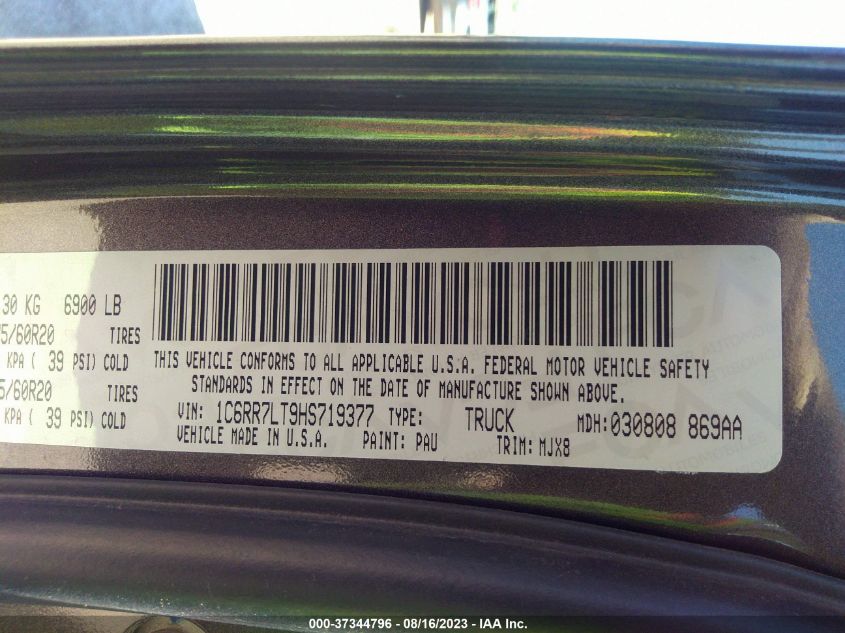 30 KG 6900 LB
5/60R20 TIRES
KPA ( 39 PSI) COLD
5/60R20 TIRES
KPA ( 39 PSI) COLD
THIS VEHICLE CONFORMS TO ALL APPLICABLE U.S.A. FEDERAL MOTOR VEHICLE SAFETY
STANDARDS IN EFFECT ON THE DATE OF MANUFACTURE SHOWN ABOVE.
VIN: 1C6RR7LT9HS719377 TYPE: TRUCK MDH:030808 869AA
VEHICLE MADE IN U.S.A. PAINT: PAU TRIM: MJX8
000-37344796 - 08/16/2023 - IAA Inc.